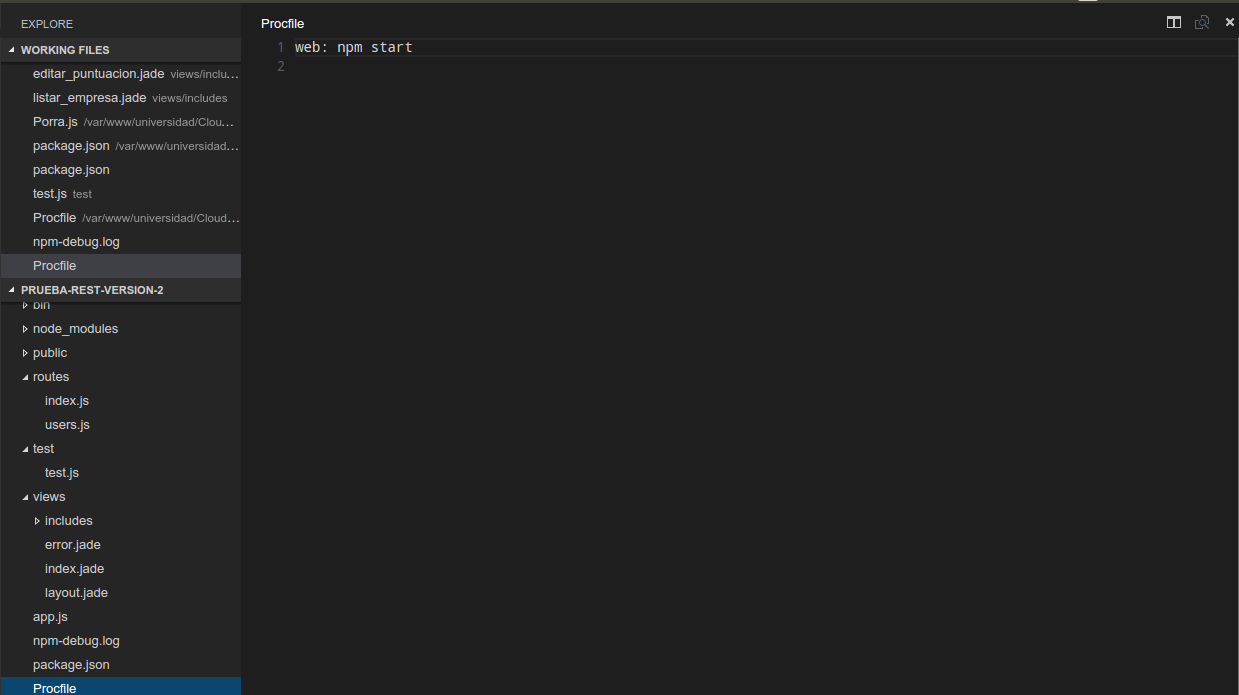 EXPLORE
WORKING FILES
editar_puntuacion.jade views/inclu...
listar_empresa.jade views/includes
Porra.js /var/www/universidad/Clou...
package.json /var/www/universidad...
package.json
test.js test
Procfile /var/www/universidad/Cloud...
npm-debug.log
Procfile
PRUEBA-REST-VERSION-2
bin
node_modules
public
routes
index.js
users.js
test
test.js
views
includes
error.jade
index.jade
layout.jade
app.js
npm-debug.log
package.json
Procfile
Procfile
1 web: npm start
2